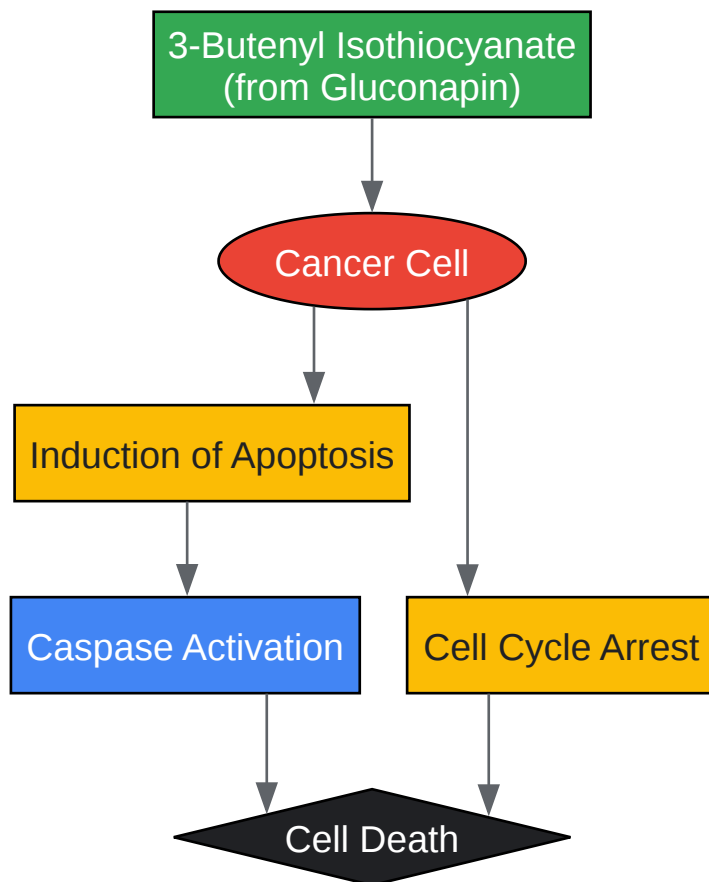 3-Butenyl Isothiocyanate
(from Gluconapin)
Cancer Cell
Induction of Apoptosis
Caspase Activation
Cell Cycle Arrest
Cell Death